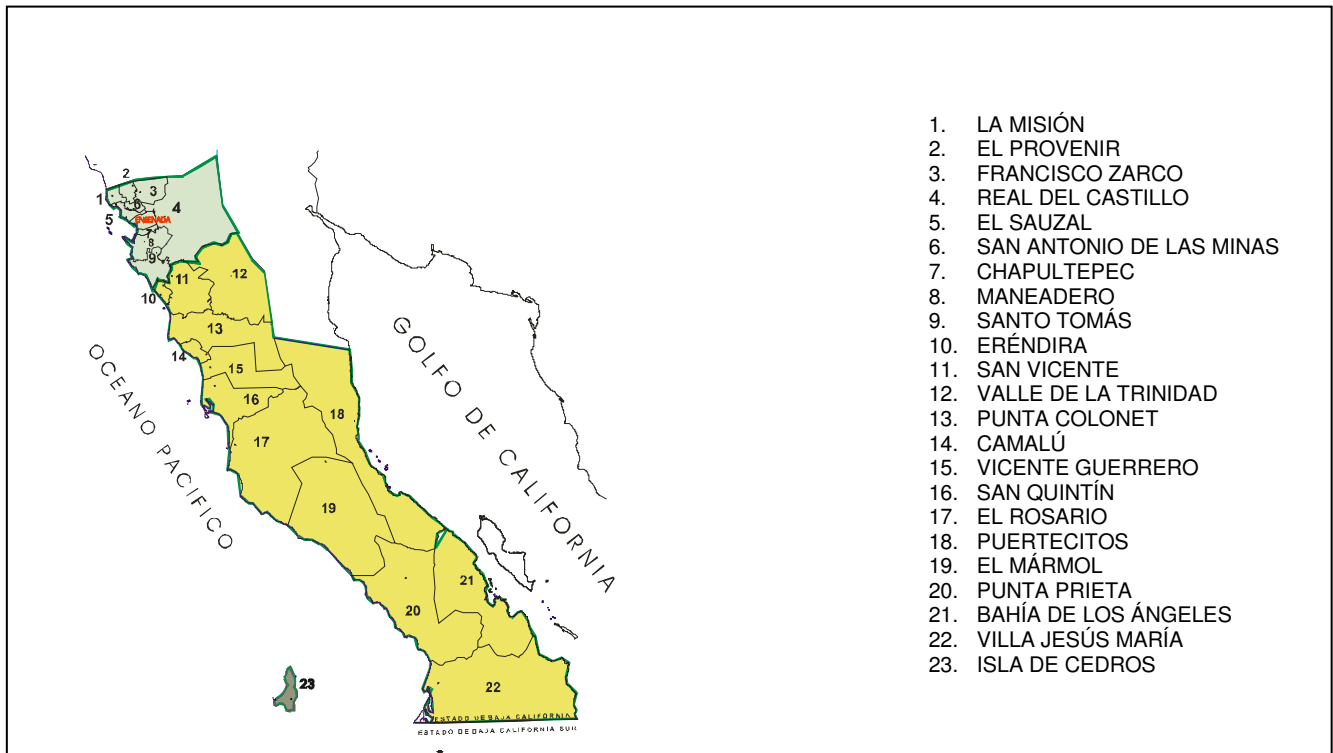 1. LA MISIÓN
2. EL PROVENIR
3. FRANCISCO ZARCO
4. REAL DEL CASTILLO
5. EL SAUZAL
6. SAN ANTONIO DE LAS MINAS
7. CHAPULTEPEC
8. MANEADERO
9. SANTO TOMÁS
10. ERÉNDIRA
11. SAN VICENTE
12. VALLE DE LA TRINIDAD
13. PUNTA COLONET
14. CAMALÚ
15. VICENTE GUERRERO
16. SAN QUINTÍN
17. EL ROSARIO
18. PUERTECITOS
19. EL MÁRMOL
20. PUNTA PRIETA
21. BAHÍA DE LOS ÁNGELES
22. VILLA JESÚS MARÍA
23. ISLA DE CEDROS
2
3
1
4
6
5
ENSENADA
7
8
9
12
11
10
13
14
15
16
18
17
19
21
20
22
23
OCEANO PACIFICO
GOLFO DE CALIFORNIA
ESTADO DE BAJA CALIFORNIA
ESTADO DE BAJA CALIFORNIA SUR